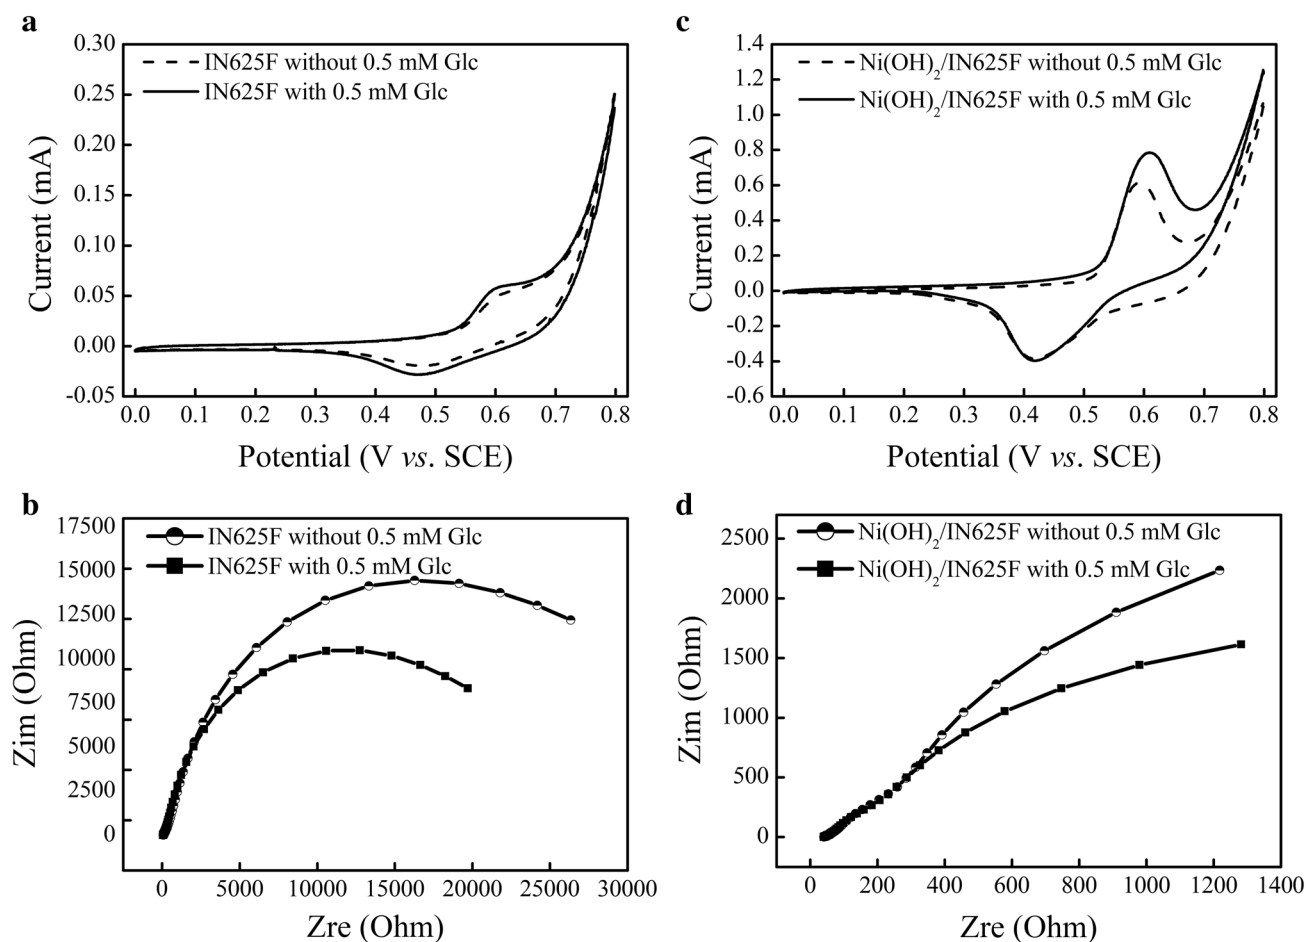 a
0.30
0.25
0.20
0.15
0.10
0.05
0.00
-0.05
Current (mA)
IN625F without 0.5 mM Glc
IN625F with 0.5 mM Glc
0.0 0.1 0.2 0.3 0.4 0.5 0.6 0.7 0.8
Potential (V vs. SCE)
c
1.4
1.2
1.0
0.8
0.6
0.4
0.2
0.0
-0.2
-0.4
-0.6
Current (mA)
Ni(OH)2/IN625F without 0.5 mM Glc
Ni(OH)2/IN625F with 0.5 mM Glc
0.0 0.1 0.2 0.3 0.4 0.5 0.6 0.7 0.8
Potential (V vs. SCE)
b
17500
15000
12500
10000
7500
5000
2500
0
Zim (Ohm)
IN625F without 0.5 mM Glc
IN625F with 0.5 mM Glc
0 5000 10000 15000 20000 25000 30000
Zre (Ohm)
d
2500
2000
1500
1000
500
0
Zim (Ohm)
Ni(OH)2/IN625F without 0.5 mM Glc
Ni(OH)2/IN625F with 0.5 mM Glc
0 200 400 600 800 1000 1200 1400
Zre (Ohm)